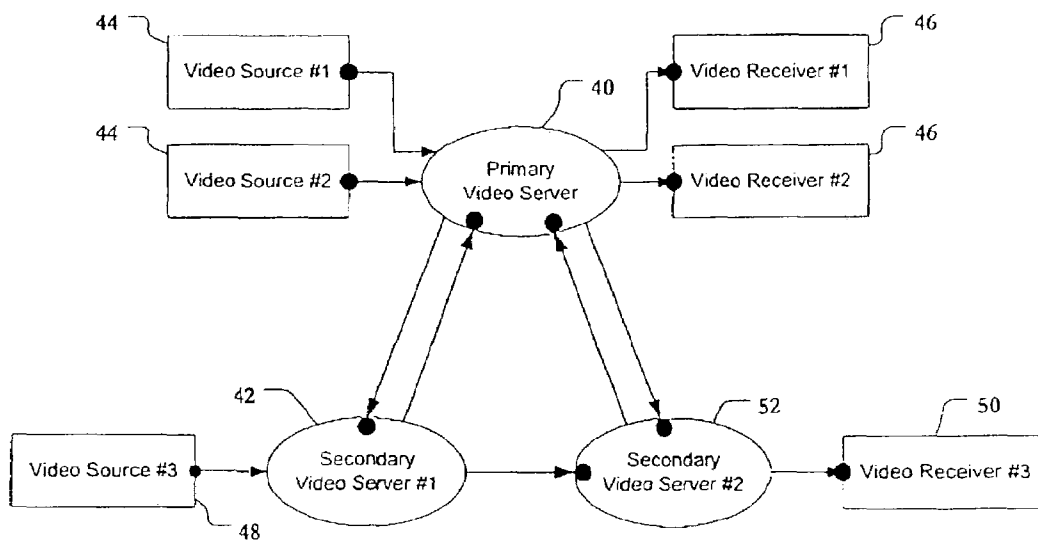 44
46
Video Source #1
Video Receiver #1
40
44
46
Video Source #2
Primary
Video Server
Video Receiver #2
42
52
50
Video Source #3
Secondary
Video Server #1
Secondary
Video Server #2
Video Receiver #3
48